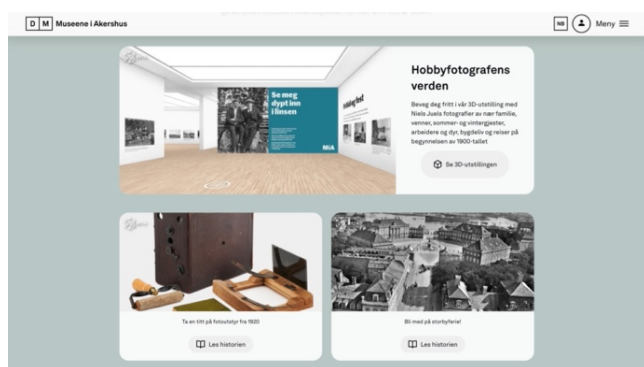 D M Museene i Akershus
NB
Meny
Se meg
dypt inn
i linsen
MiA
Hobbyfotografens
verden
Beveg deg fritt i vår 3D-utstilling med
Niels Juels fotografier av nær familie,
venner, sommer- og vintergjester,
arbeidere og dyr, bygdeliv og reiser på
begynnelsen av 1900-tallet
Se 3D-utstillingen
Ta en titt på fotoutstyr fra 1920
Les historien
Bli med på storbyferie!
Les historien